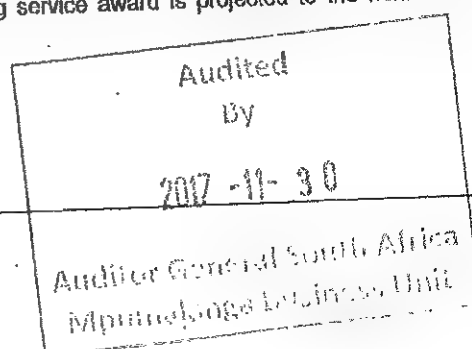 g service award is projected to the
Audited
By
2017 -11- 30
Auditor General South Africa
Mpumalanga Business Unit